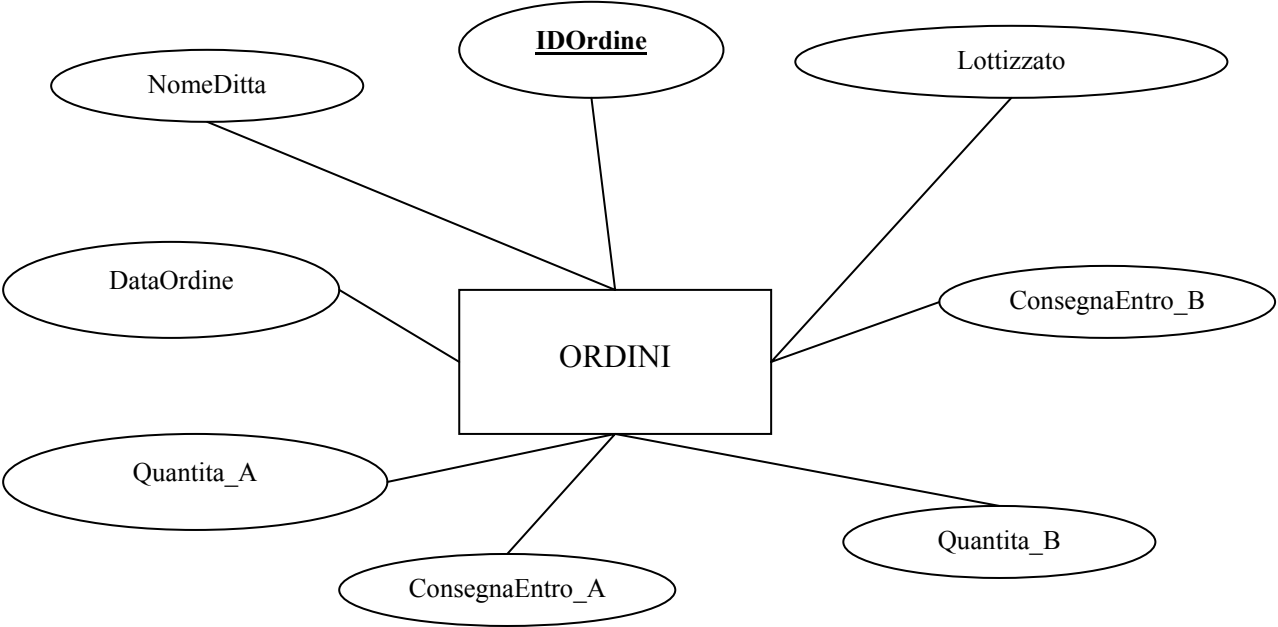 IDOrdine
Lottizzato
NomeDitta
DataOrdine
ConsegnaEntro_B
ORDINI
Quantita_A
Quantita_B
ConsegnaEntro_A